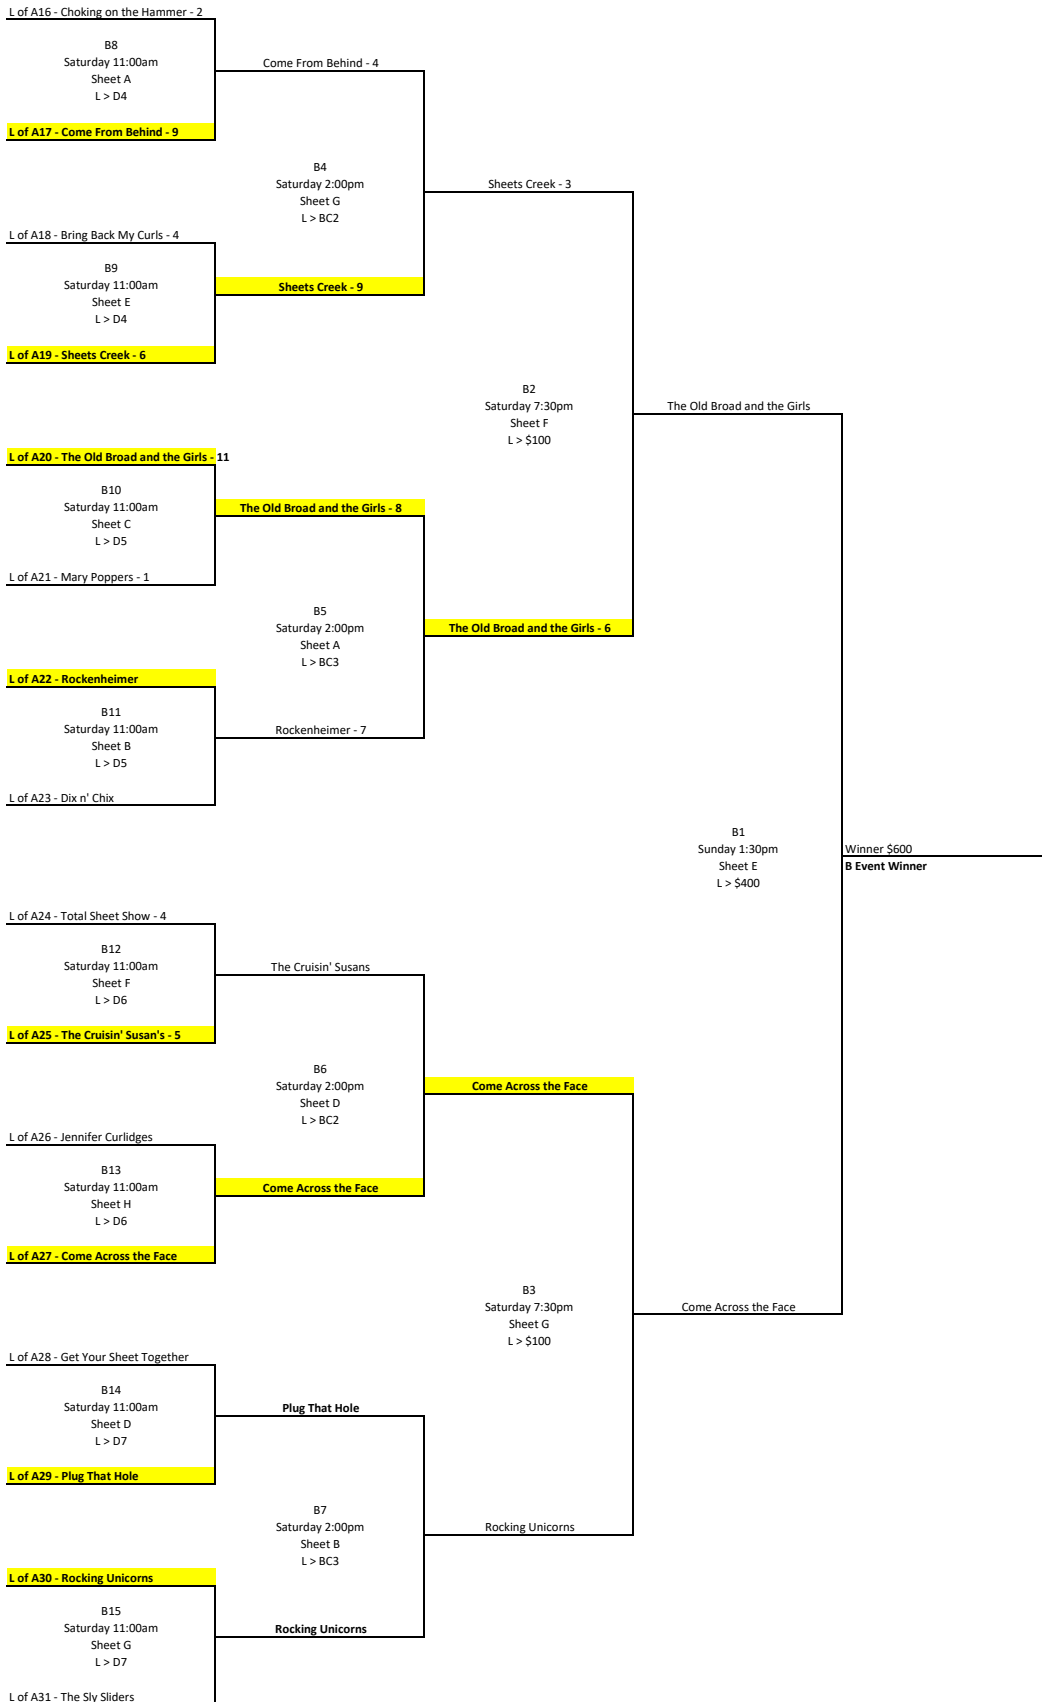 L of A16 - Choking on the Hammer - 2
B8
Saturday 11:00am
Sheet A
L > D4
Come From Behind - 4
L of A17 - Come From Behind - 9
B4
Saturday 2:00pm
Sheet G
L > BC2
Sheets Creek - 3
L of A18 - Bring Back My Curls - 4
B9
Saturday 11:00am
Sheet E
L > D4
Sheets Creek - 9
L of A19 - Sheets Creek - 6
B2
Saturday 7:30pm
Sheet F
L > $100
The Old Broad and the Girls
L of A20 - The Old Broad and the Girls - 11
B10
Saturday 11:00am
Sheet C
L > D5
The Old Broad and the Girls - 8
L of A21 - Mary Poppers - 1
B5
Saturday 2:00pm
Sheet A
L > BC3
The Old Broad and the Girls - 6
L of A22 - Rockenheimer
B11
Saturday 11:00am
Sheet B
L > D5
Rockenheimer - 7
L of A23 - Dix n' Chix
B1
Sunday 1:30pm
Sheet E
L > $400
Winner $600
B Event Winner
L of A24 - Total Sheet Show - 4
B12
Saturday 11:00am
Sheet F
L > D6
The Cruisin' Susans
L of A25 - The Cruisin' Susan's - 5
B6
Saturday 2:00pm
Sheet D
L > BC2
Come Across the Face
L of A26 - Jennifer Curlidges
B13
Saturday 11:00am
Sheet H
L > D6
Come Across the Face
L of A27 - Come Across the Face
B3
Saturday 7:30pm
Sheet G
L > $100
Come Across the Face
L of A28 - Get Your Sheet Together
B14
Saturday 11:00am
Sheet D
L > D7
Plug That Hole
L of A29 - Plug That Hole
B7
Saturday 2:00pm
Sheet B
L > BC3
Rocking Unicorns
L of A30 - Rocking Unicorns
B15
Saturday 11:00am
Sheet G
L > D7
Rocking Unicorns
L of A31 - The Sly Sliders